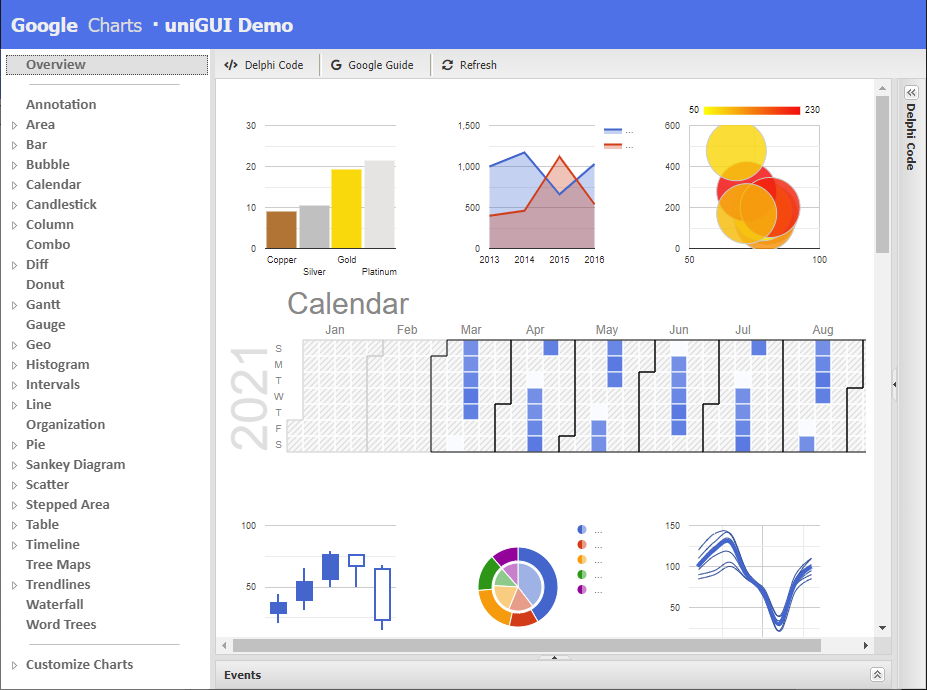 Google Charts · uniGUI Demo
Overview
Annotation
Area
Bar
Bubble
Calendar
Candlestick
Column
Combo
Diff
Donut
Gantt
Gauge
Geo
Histogram
Intervals
Line
Organization
Pie
Sankey Diagram
Scatter
Stepped Area
Table
Timeline
Tree Maps
Trendlines
Waterfall
Word Trees
Customize Charts
Delphi Code
Google Guide
Refresh
30
20
10
0
Copper
Silver
Gold
Platinum
1,500
1,000
500
0
2013 2014 2015 2016
...
...
50 230
600
400
200
0
50 100
Calendar
Jan Feb Mar Apr May Jun Jul Aug
2021
S
M
T
W
T
F
S
100
50
...
...
...
...
...
150
100
50
Events
Delphi Code